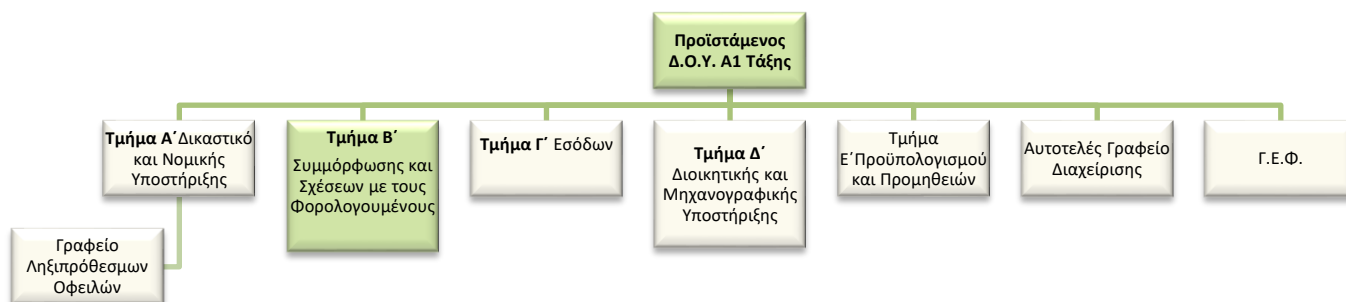 Προϊστάμενος
Δ.Ο.Υ. Α1 Τάξης
Τμήμα Α΄Δικαστικό
και Νομικής
Υποστήριξης
Τμήμα Β΄
Συμμόρφωσης και
Σχέσεων με τους
Φορολογουμένους
Τμήμα Γ΄ Εσόδων
Τμήμα Δ΄
Διοικητικής και
Μηχανογραφικής
Υποστήριξης
Τμήμα
Ε΄Προϋπολογισμού
και Προμηθειών
Αυτοτελές Γραφείο
Διαχείρισης
Γ.Ε.Φ.
Γραφείο
Ληξιπρόθεσμων
Οφειλών